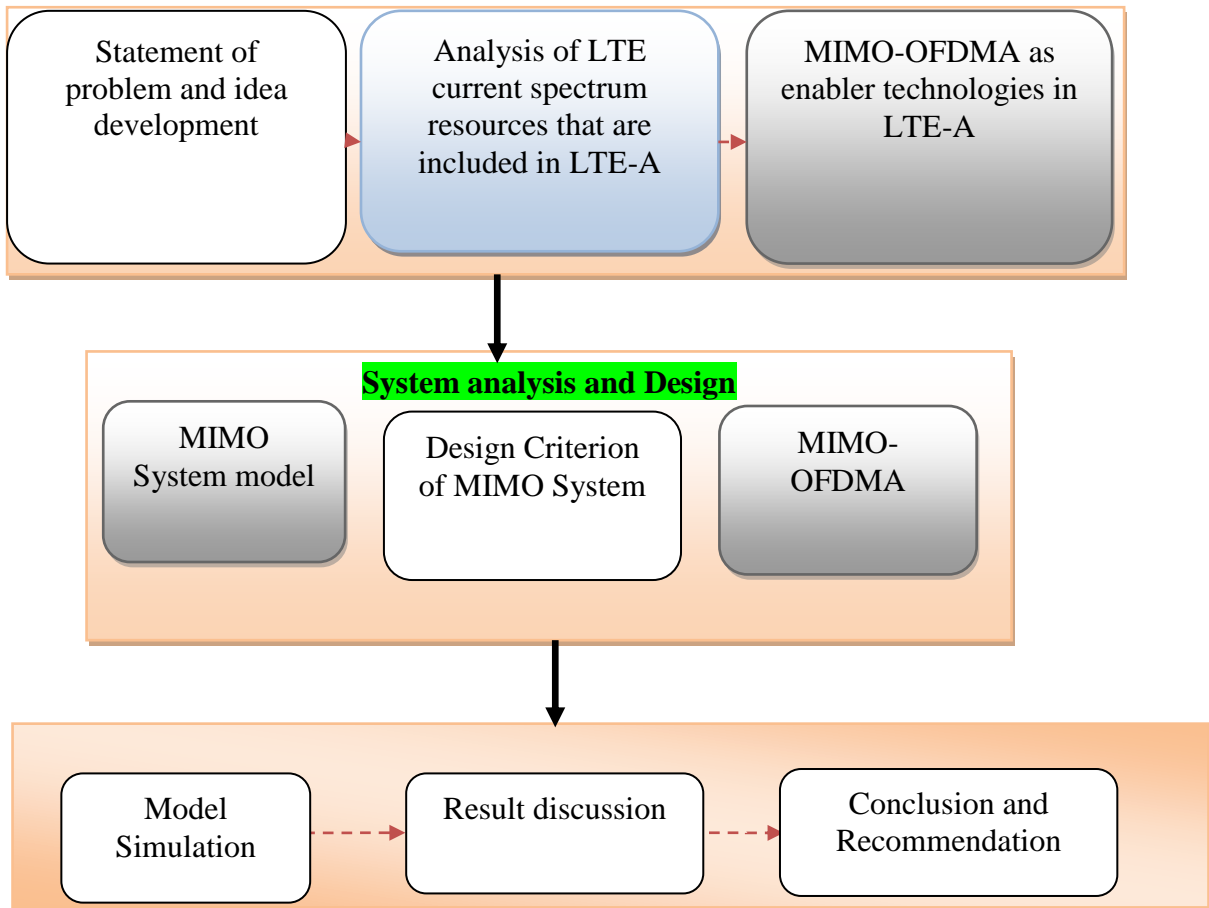 Statement of
problem and idea
development
Analysis of LTE
current spectrum
resources that are
included in LTE-A
MIMO-OFDMA as
enabler technologies in
LTE-A
System analysis and Design
MIMO
System model
Design Criterion
of MIMO System
MIMO-
OFDMA
Model
Simulation
Result discussion
Conclusion and
Recommendation